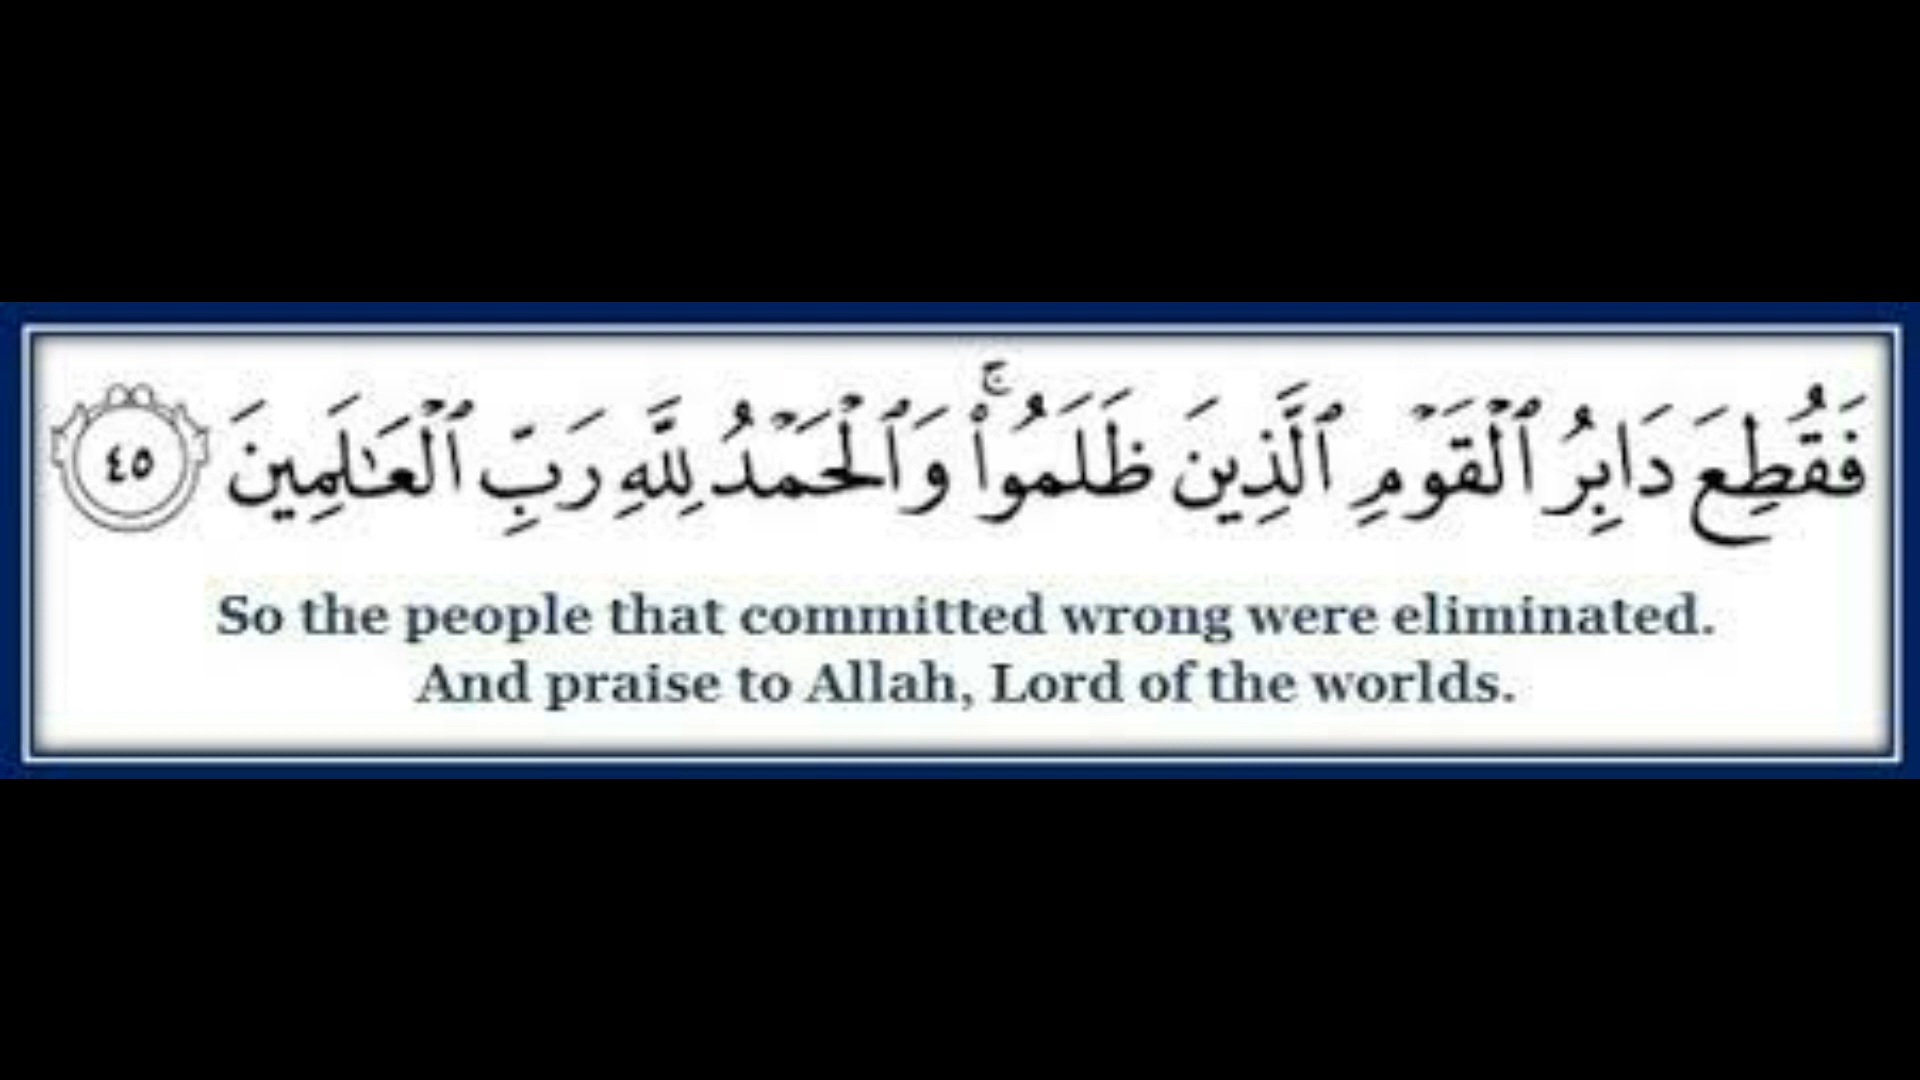 فَقُطِعَ دَابِرُ ٱلْقَوْمِ ٱلَّذِينَ ظَلَمُوا۟ ۚ وَٱلْحَمْدُ لِلَّهِ رَبِّ ٱلْعَـٰلَمِينَ ٤٥
So the people that committed wrong were eliminated.
And praise to Allah, Lord of the worlds.